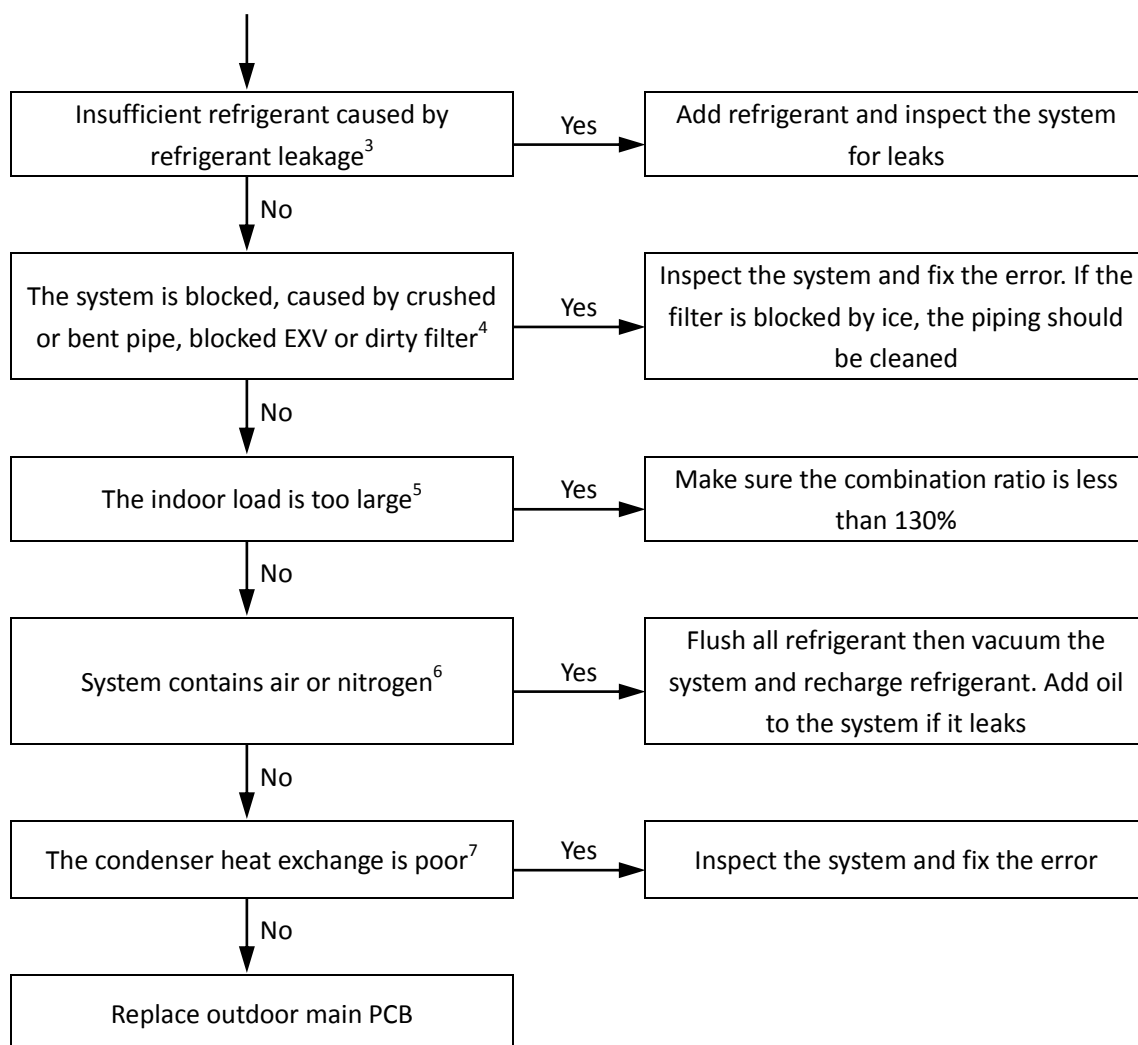 Insufficient refrigerant caused by
refrigerant leakage³
Yes
Add refrigerant and inspect the system
for leaks
No
The system is blocked, caused by crushed
or bent pipe, blocked EXV or dirty filter⁴
Yes
Inspect the system and fix the error. If the
filter is blocked by ice, the piping should
be cleaned
No
The indoor load is too large⁵
Yes
Make sure the combination ratio is less
than 130%
No
System contains air or nitrogen⁶
Yes
Flush all refrigerant then vacuum the
system and recharge refrigerant. Add oil
to the system if it leaks
No
The condenser heat exchange is poor⁷
Yes
Inspect the system and fix the error
No
Replace outdoor main PCB